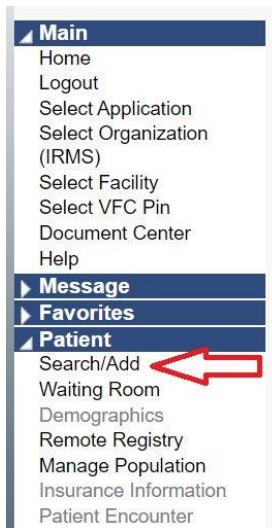 Main
Home
Logout
Select Application
Select Organization
(IRMS)
Select Facility
Select VFC Pin
Document Center
Help
Message
Favorites
Patient
Search/Add
Waiting Room
Demographics
Remote Registry
Manage Population
Insurance Information
Patient Encounter